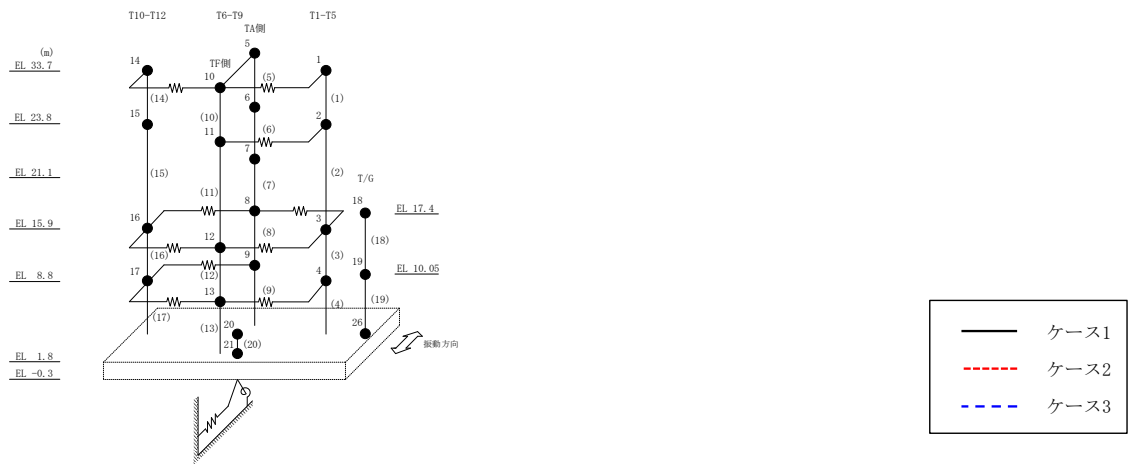 T10-T12 T6-T9 T1-T5
TA側
(m) 5
14 TF側 1
EL 33.7 10
(5)
(14) 6 (1)
15 (10) 2
EL 23.8 (6)
11
7
EL 21.1 (15) (2) T/G
(7)
(11) 8 18
16 3 EL 17.4
EL 15.9 12 (8) (18)
(16) 9 (3)
17 (12) 4 19 EL 10.05
EL 8.8 13 (9)
(17) (4) (19)
(13) 20 26
21 (20) 振動方向
EL 1.8
EL -0.3
ケース1
ケース2
ケース3